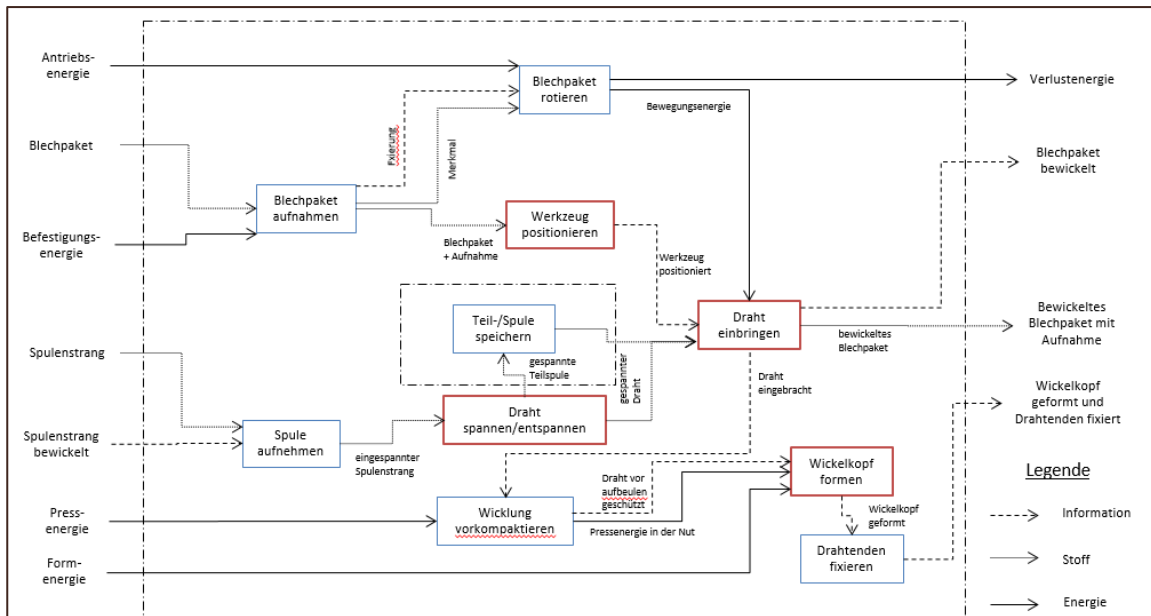 Antriebs-
energie
Blechpaket
rotieren
Verlustenergie
Bewegungsenergie
Fxierung
Merkmal
Blechpaket
Blechpaket
bewickelt
Blechpaket
aufnahmen
Werkzeug
positionieren
Befestigungs-
energie
Blechpaket
+ Aufnahme
Werkzeug
positioniert
Teil-/Spule
speichern
Draht
einbringen
Bewickeltes
Blechpaket mit
Aufnahme
bewickeltes
Blechpaket
Spulenstrang
gespannte
Teilspule
gespannter
Draht
Draht
eingebracht
Draht
spannen/entspannen
Wickelkopf
geformt und
Drahtenden fixiert
Spulenstrang
bewickelt
Spule
aufnehmen
eingespannter
Spulenstrang
Wickelkopf
formen
Legende
Draht vor
aufbeulen
geschützt
Press-
energie
Wicklung
vorkompaktieren
Pressenergie in der Nut
Wickelkopf
geformt
Information
Drahtenden
fixieren
Stoff
Form-
energie
Energie